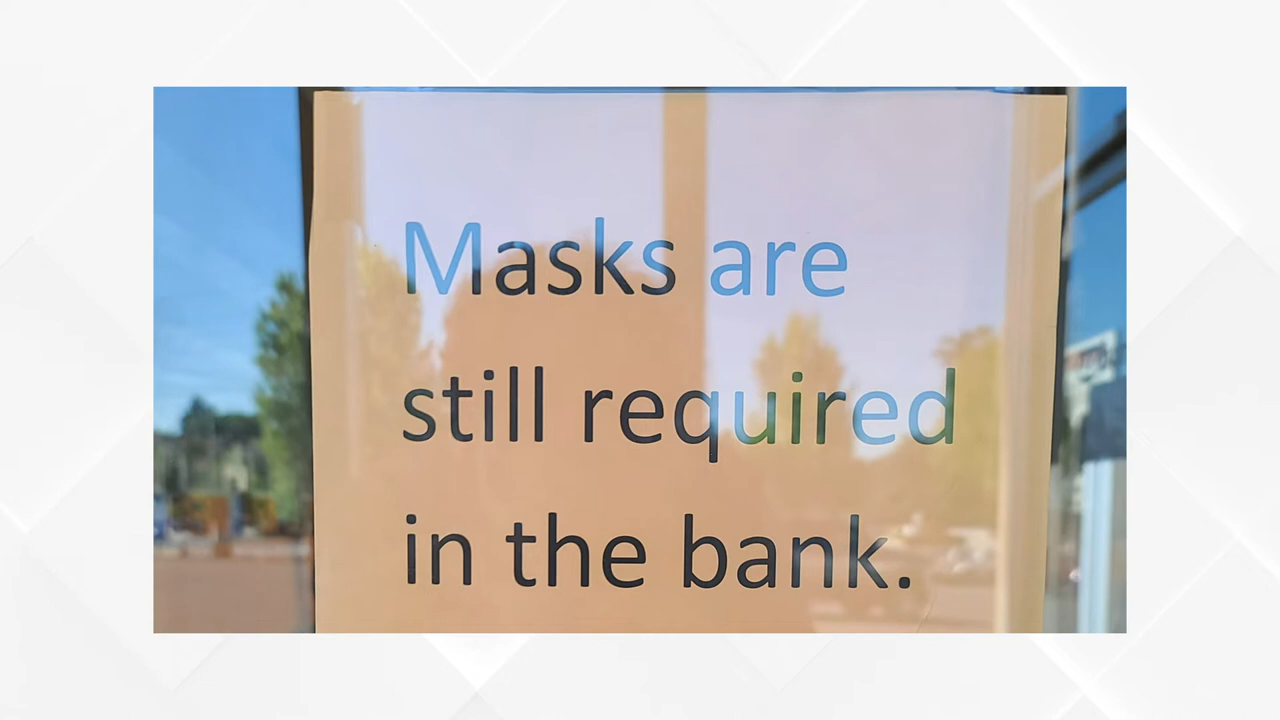 Masks are
still required
in the bank.